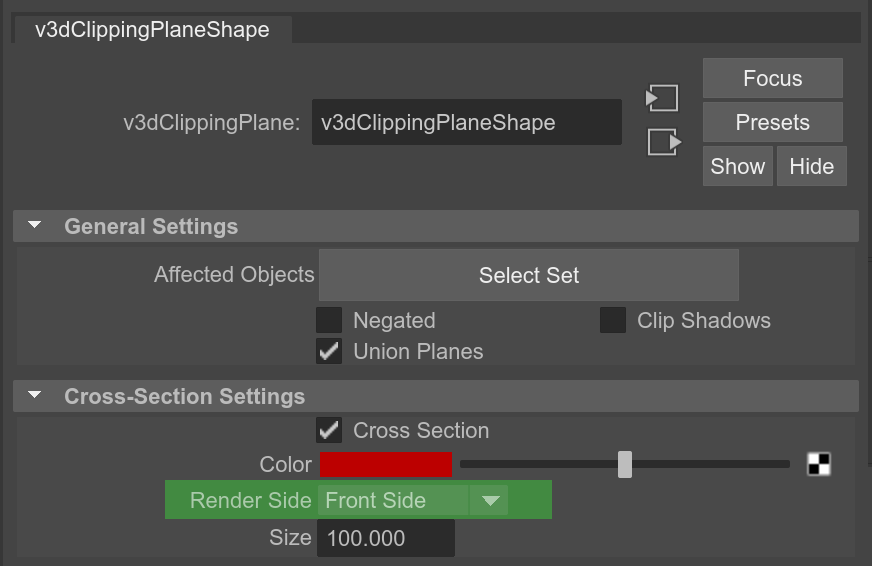 v3dClippingPlaneShape
Focus
v3dClippingPlane: v3dClippingPlaneShape
Presets
Show Hide
General Settings
Affected Objects Select Set
Negated Clip Shadows
Union Planes
Cross-Section Settings
Cross Section
Color
Render Side Front Side
Size 100.000